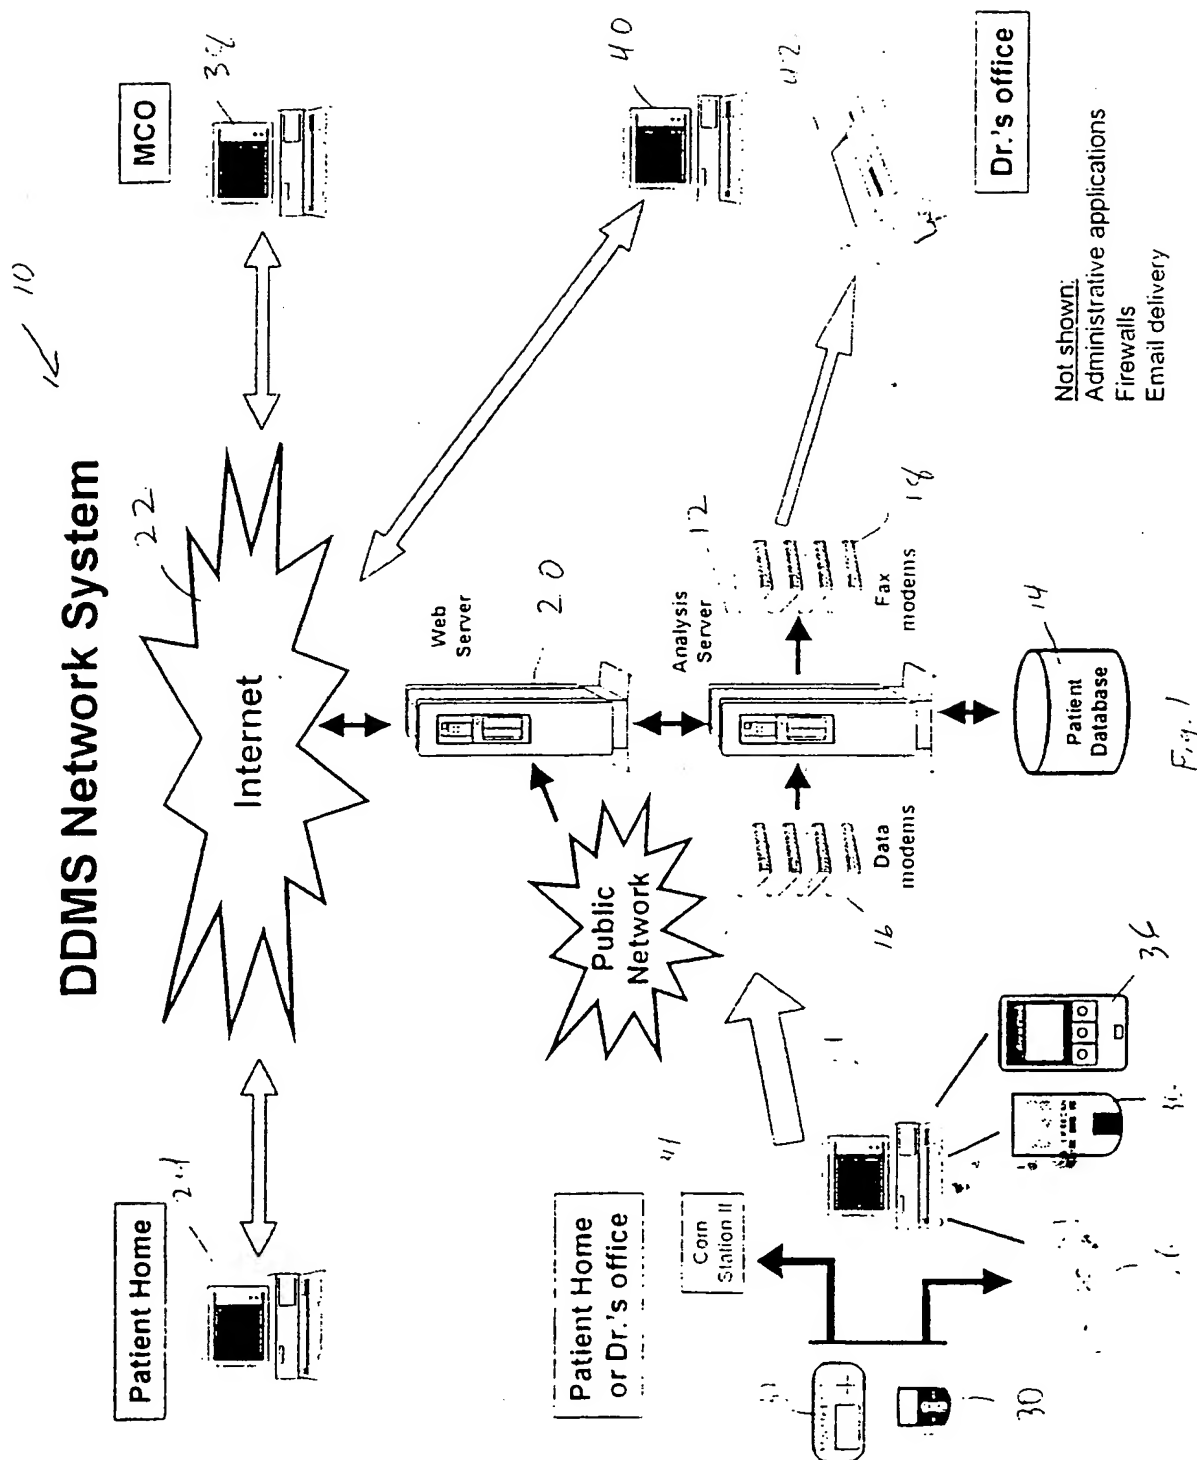 DDMS Network System
10
Patient Home
MCO
Internet
22
40
Web
Server
20
Public
Network
Patient Home
or Dr.'s office
Com
Station II
Analysis
Server
12
Data
modems
16
Fax
modems
18
Dr.'s office
Patient
Database
14
30
Not shown:
Administrative applications
Firewalls
Email delivery
Fig. 1